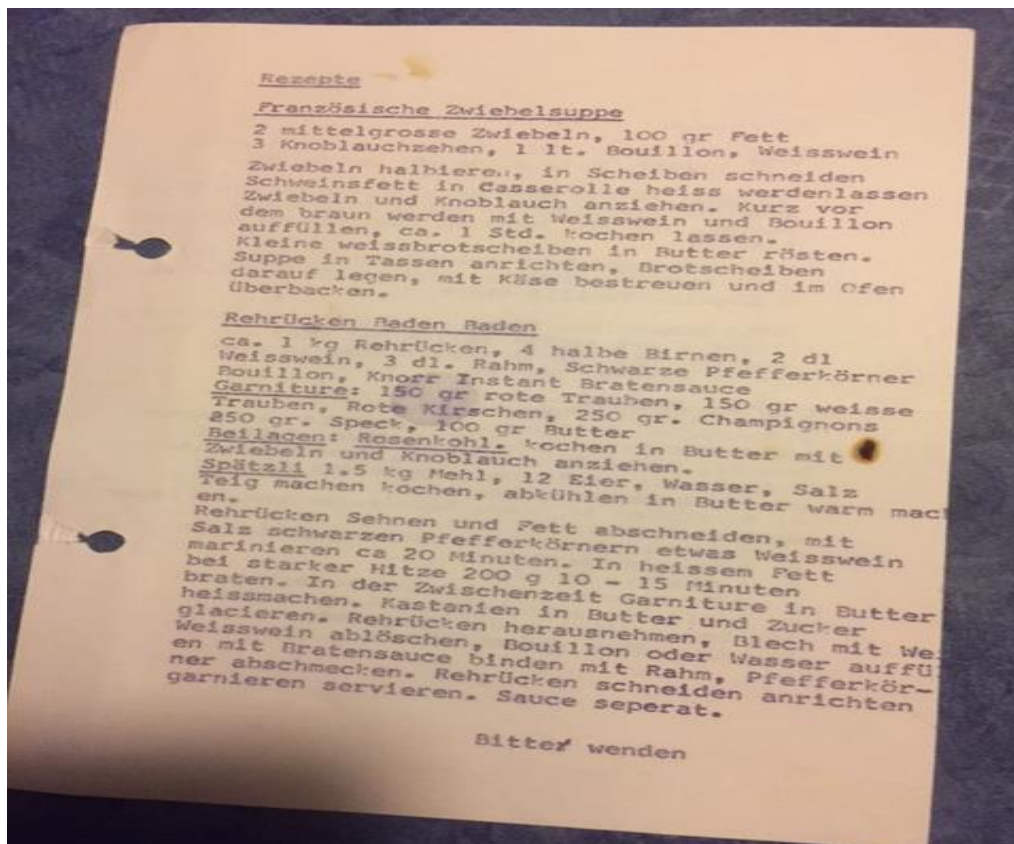 Rezepte
Französische Zwiebelsuppe
2 mittelgrosse Zwiebeln, 100 gr Fett
3 Knoblauchzehen, 1 lt. Bouillon, Weisswein
Zwiebeln halbieren, in Scheiben schneiden
Schweinsfett in Casserolle heiss werdenlassen
Zwiebeln und Knoblauch anziehen. Kurz vor
dem braun werden mit Weisswein und Bouillon
auffüllen, ca. 1 Std. kochen lassen.
Kleine weissbrotscheiben in Butter rösten.
Suppe in Tassen anrichten, Brotscheiben
darauf legen, mit Käse bestreuen und im Ofen
überbacken.
Rehrücken Baden Baden
ca. 1 kg Rehrücken, 4 halbe Birnen, 2 dl
Weisswein, 3 dl. Rahm, Schwarze Pfefferkörner
Bouillon, Knorr Instant Bratensauce
Garniture: 150 gr rote Trauben, 150 gr weisse
Trauben, Rote Kirschen, 250 gr. Champignons
250 gr. Speck, 100 gr Butter
Beilagen: Rosenkohl. kochen in Butter mit
Zwiebeln und Knoblauch anziehen.
Spätzli 1.5 kg Mehl, 12 Eier, Wasser, Salz
Teig machen kochen, abkühlen in Butter warm mach
en.
Rehrücken Sehnen und Fett abschneiden, mit
Salz schwarzen Pfefferkörnern etwas Weisswein
marinieren ca 20 Minuten. In heissem Fett
bei starker Hitze 200 g 10 - 15 Minuten
braten. In der Zwischenzeit Garniture in Butter
heissmachen. Kastanien in Butter und Zucker
glacieren. Rehrücken herausnehmen, Blech mit We
Weisswein ablöschen, Bouillon oder Wasser auffü
en mit Bratensauce binden mit Rahm, Pfefferkör-
ner abschmecken. Rehrücken schneiden anrichten
garnieren servieren. Sauce seperat.
Bitte wenden